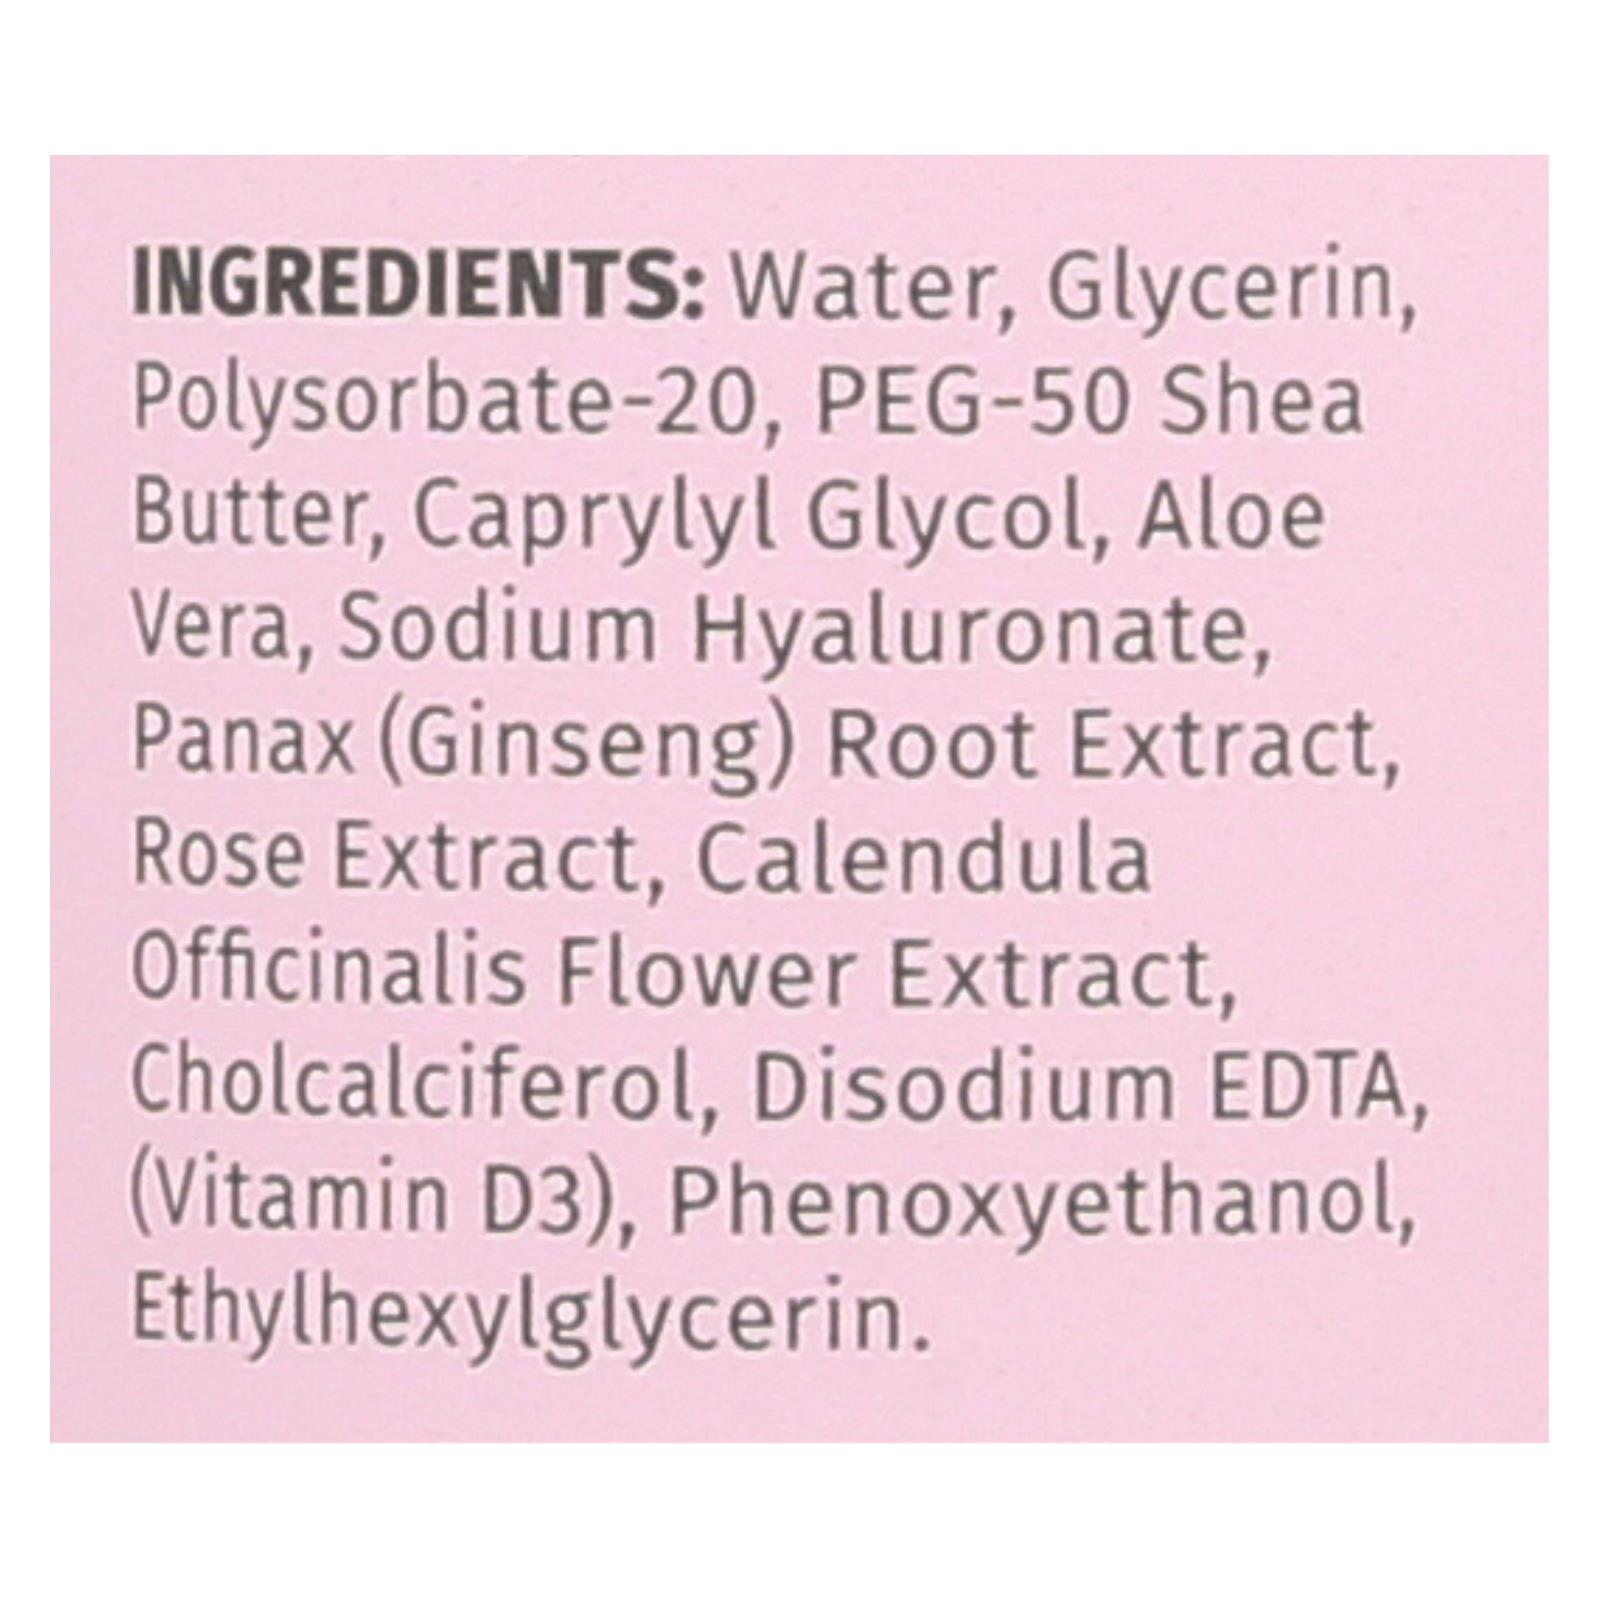 INGREDIENTS: Water, Glycerin,
Polysorbate-20, PEG-50 Shea
Butter, Caprylyl Glycol, Aloe
Vera, Sodium Hyaluronate,
Panax (Ginseng) Root Extract,
Rose Extract, Calendula
Officinalis Flower Extract,
Cholcalciferol, Disodium EDTA,
(Vitamin D3), Phenoxyethanol,
Ethylhexylglycerin.